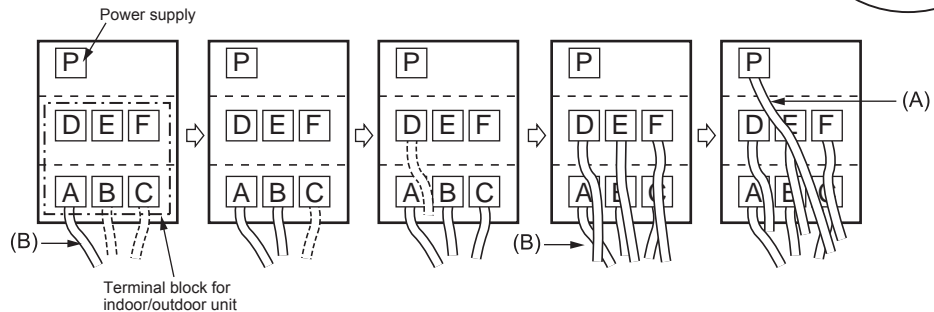 Power supply
P P P P P
D E F D E F D E F D E F D E F
(A)
A B C A B C A B C A B C A B C
(B) (B)
Terminal block for
indoor/outdoor unit